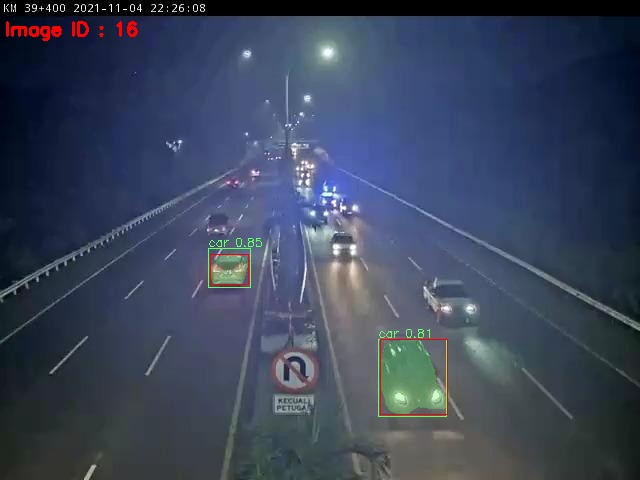 KM 39+400 2021-11-04 22:26:08
Image ID : 16
car 0.85
car 0.81
KECUALI
PETUGAS